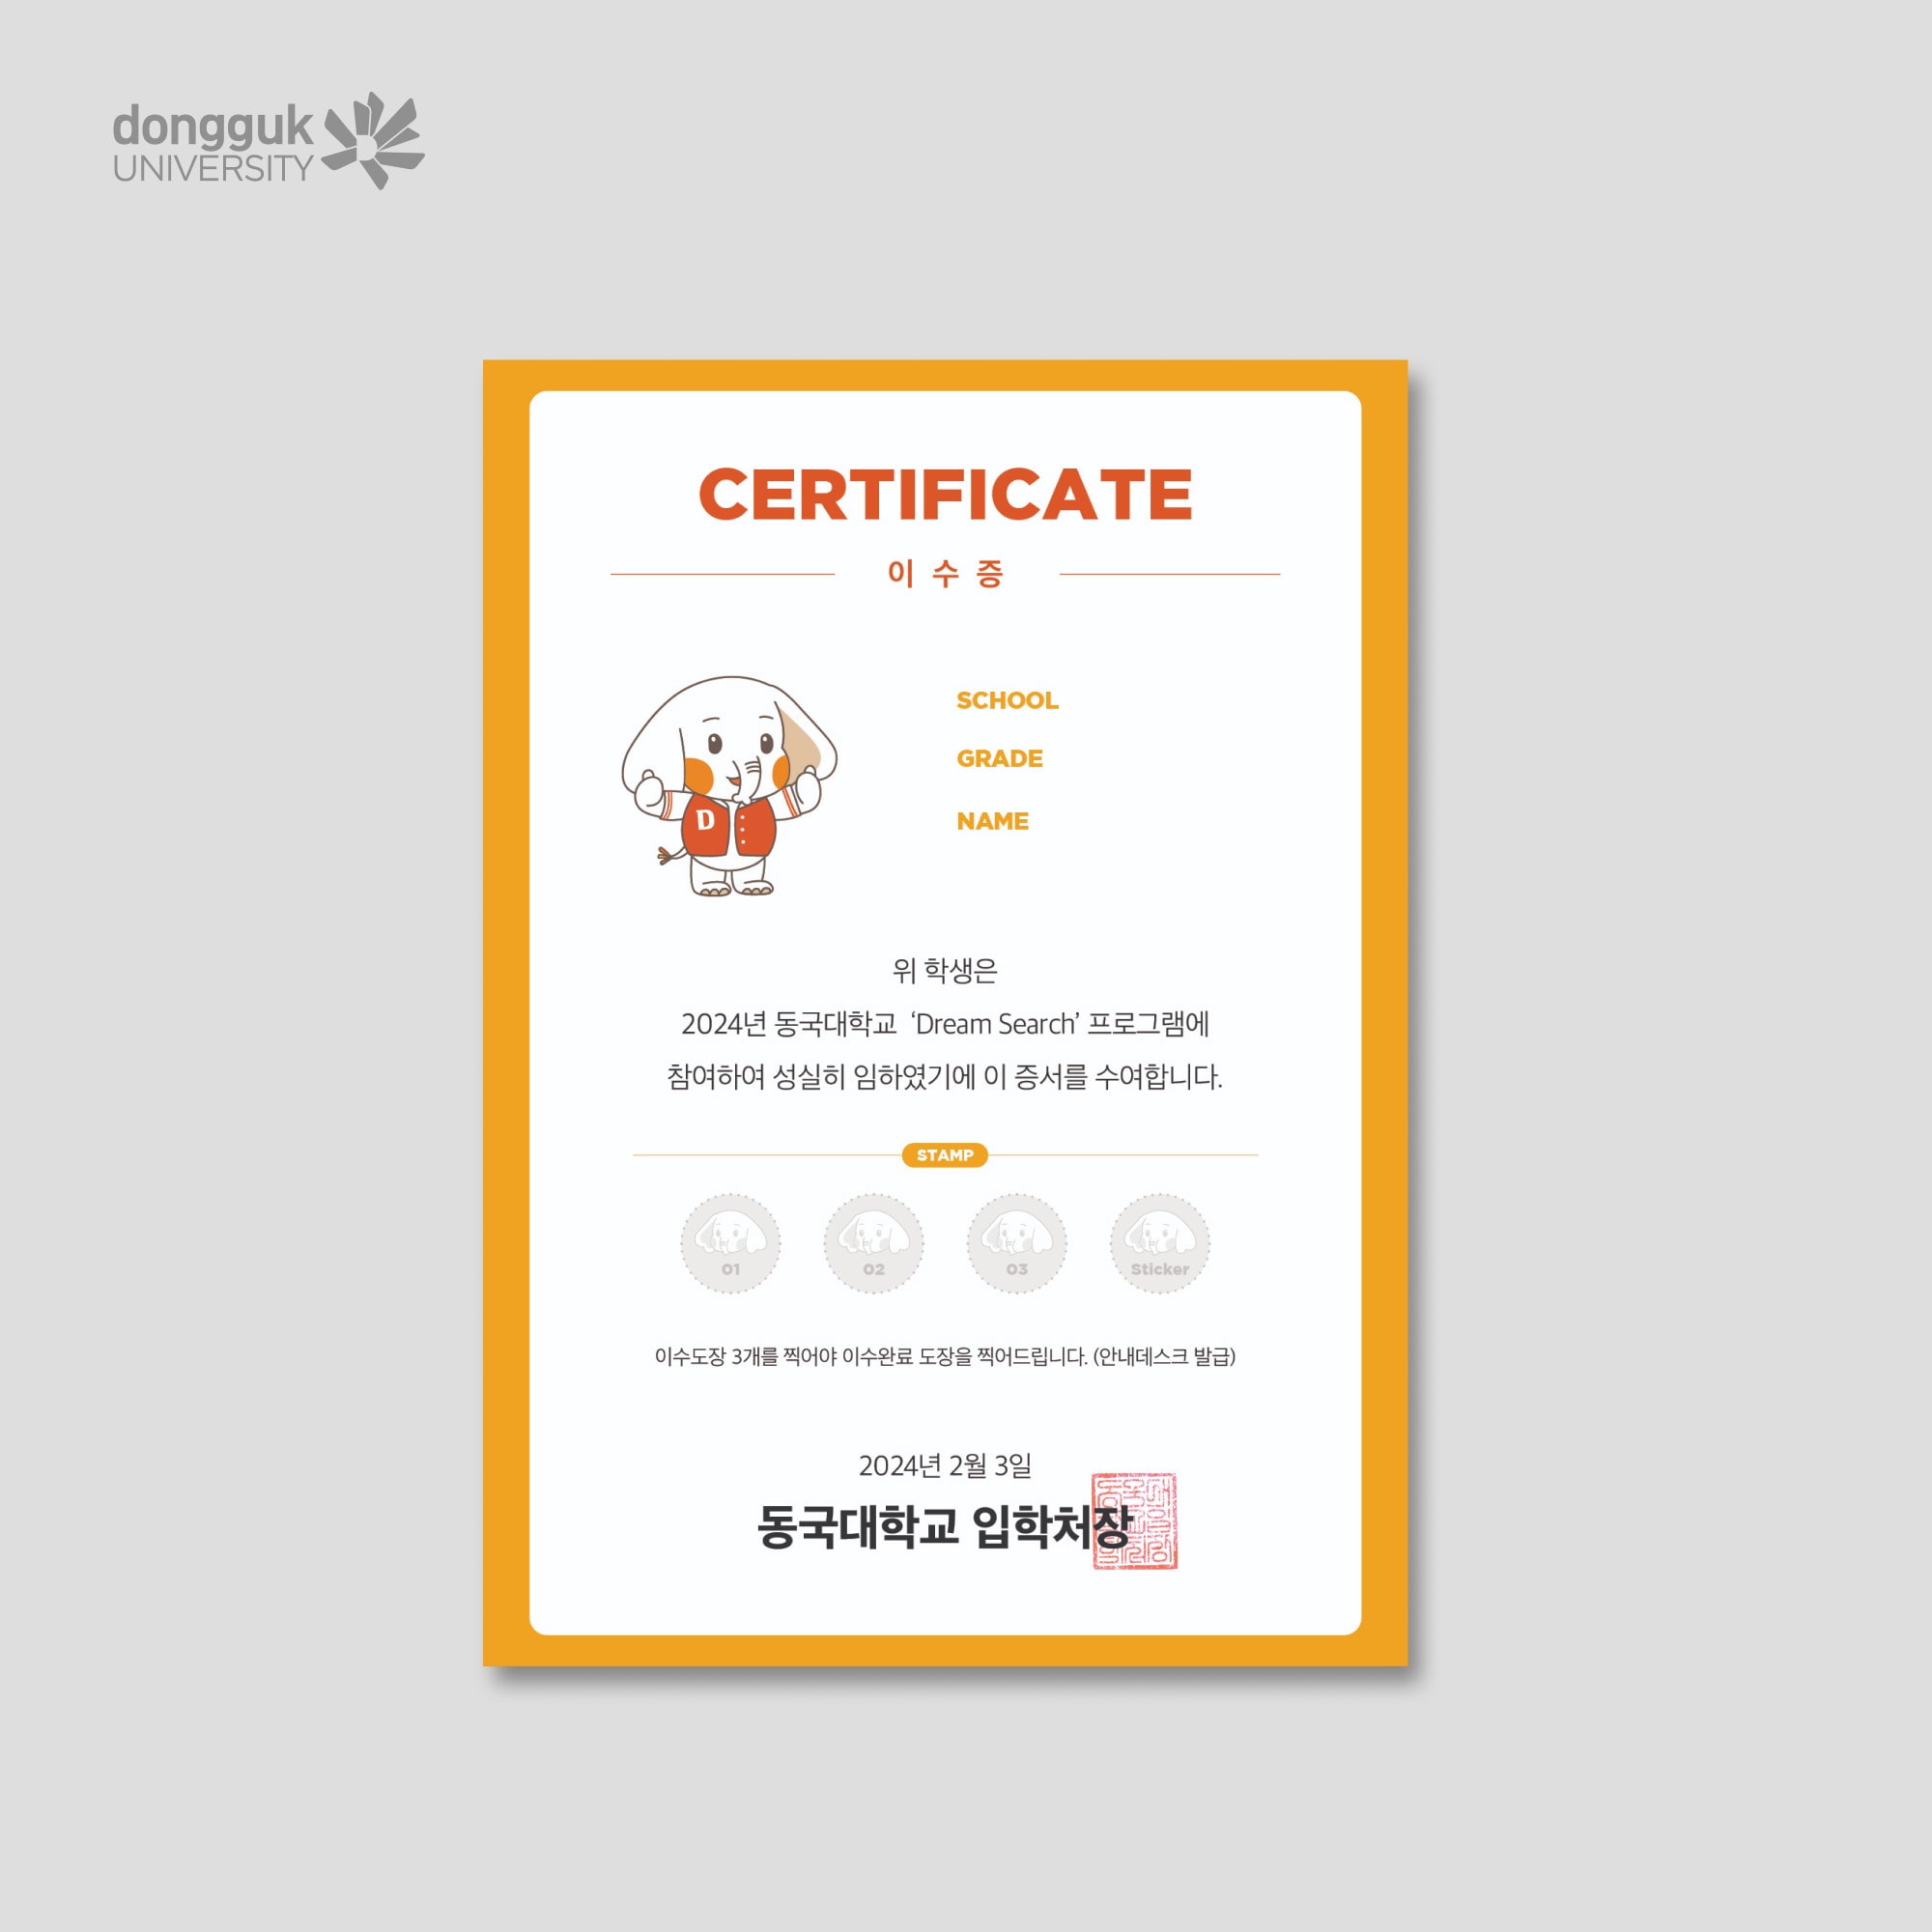 dongguk
UNIVERSITY
CERTIFICATE
이 수 증
SCHOOL
GRADE
NAME
D
위 학생은
2024년 동국대학교 ‘Dream Search’ 프로그램에
참여하여 성실히 임하였기에 이 증서를 수여합니다.
STAMP
01 02 03 Sticker
이수도장 3개를 찍어야 이수완료 도장을 찍어드립니다. (안내데스크 발급)
2024년 2월 3일
동국대학교 입학처장